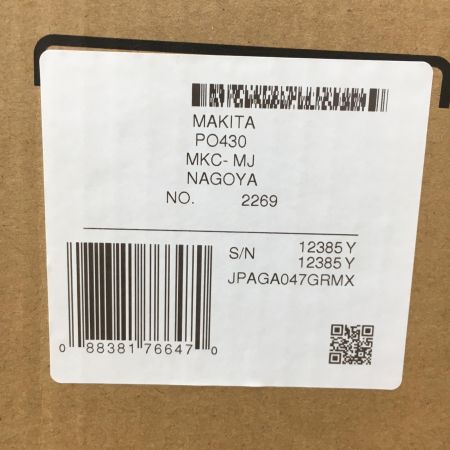 MAKITA
PO430
MKC- MJ
NAGOYA
NO. 2269
S/N 12385 Y
12385 Y
JPAGA047GRMX
0 88381 76647 0